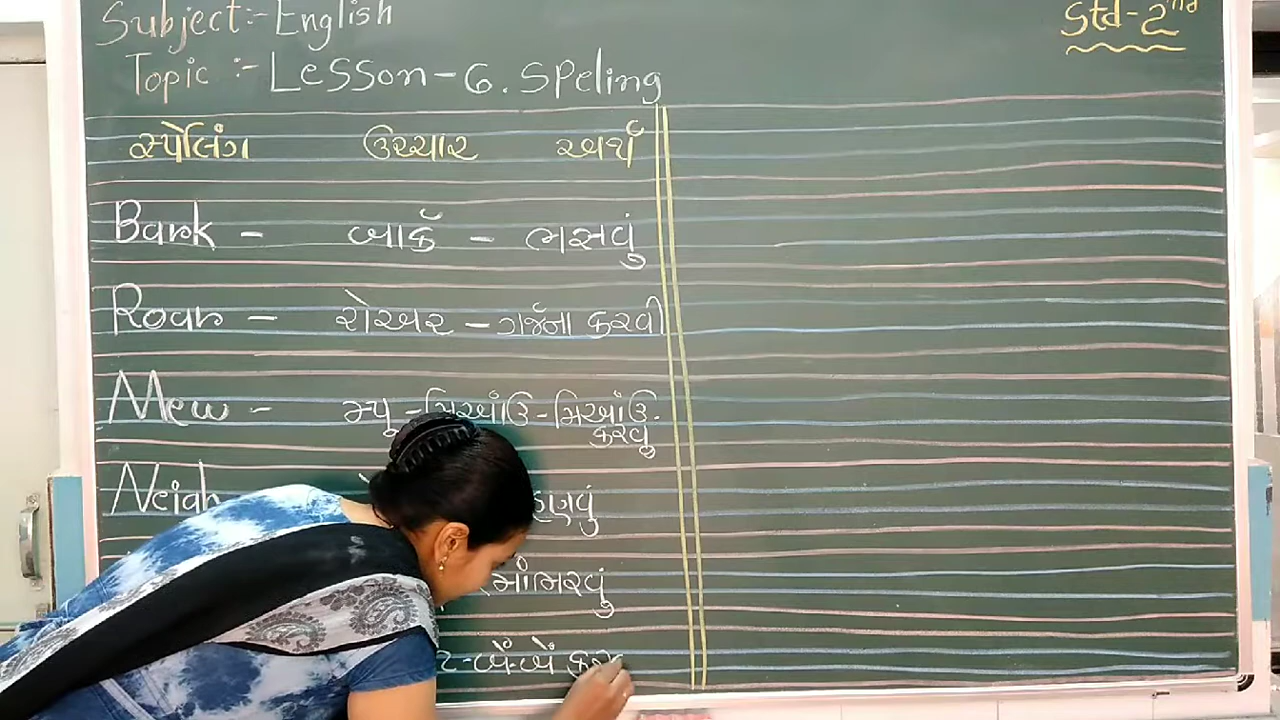 Subject:- English
Std-2nd
Topic :- Lesson-6. Speling
સ્પેલિંગ ઉચ્ચાર અર્થ
Bark - બાર્ક - ભસવું
Roar - રોઅર - ગર્જના કરવી
Mew - મ્યૂ - મિઆંઉ-મિઆંઉ
કરવુ
Neigh
માંભરવું
બેં-બેં